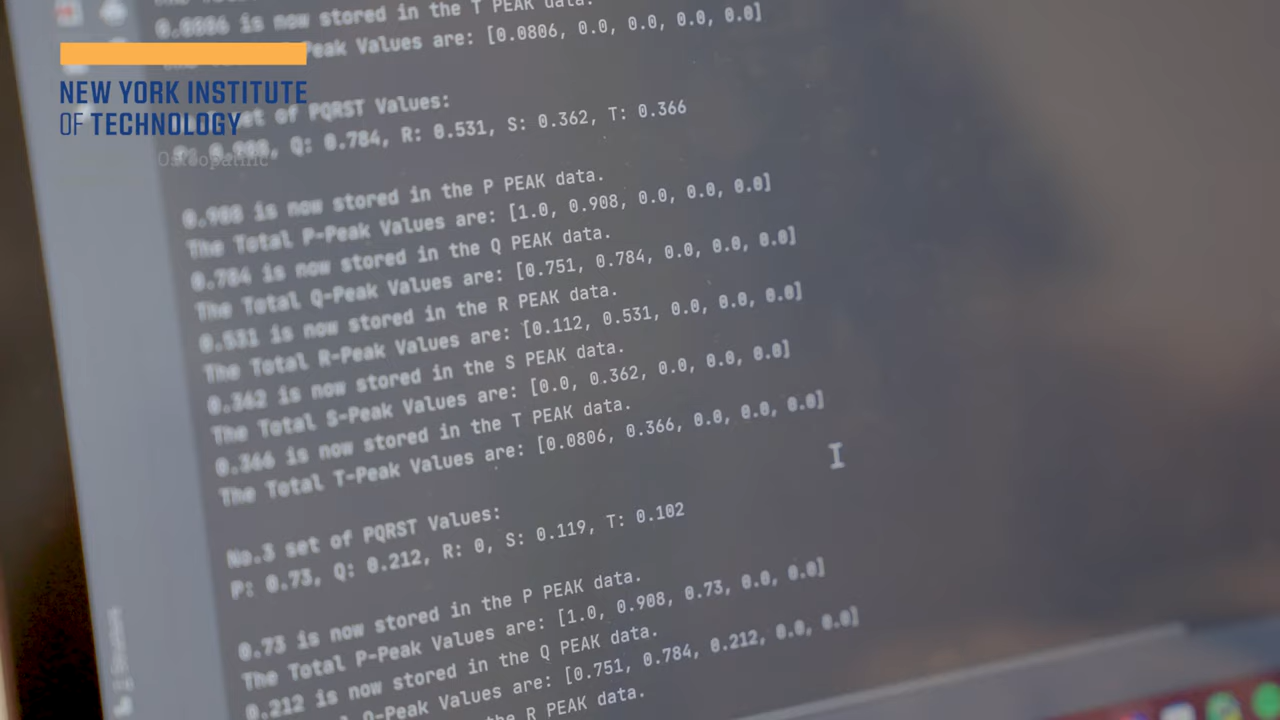 0.0806 is now stored in the T PEAK data.
Peak Values are: [0.0806, 0.0, 0.0, 0.0, 0.0]
NEW YORK INSTITUTE
OF TECHNOLOGY
Osteopathic
set of PQRST Values:
Q: 0.784, R: 0.531, S: 0.362, T: 0.366
0.908 is now stored in the P PEAK data.
The Total P-Peak Values are: [1.0, 0.908, 0.0, 0.0, 0.0]
0.784 is now stored in the Q PEAK data.
The Total Q-Peak Values are: [0.751, 0.784, 0.0, 0.0, 0.0]
0.531 is now stored in the R PEAK data.
The Total R-Peak Values are: [0.112, 0.531, 0.0, 0.0, 0.0]
0.362 is now stored in the S PEAK data.
The Total S-Peak Values are: [0.0, 0.362, 0.0, 0.0, 0.0]
0.366 is now stored in the T PEAK data.
The Total T-Peak Values are: [0.0806, 0.366, 0.0, 0.0, 0.0]
No.3 set of PQRST Values:
P: 0.73, Q: 0.212, R: 0, S: 0.119, T: 0.102
0.73 is now stored in the P PEAK data.
The Total P-Peak Values are: [1.0, 0.908, 0.73, 0.0, 0.0]
0.212 is now stored in the Q PEAK data.
Q-Peak Values are: [0.751, 0.784, 0.212, 0.0, 0.0]
the R PEAK data.